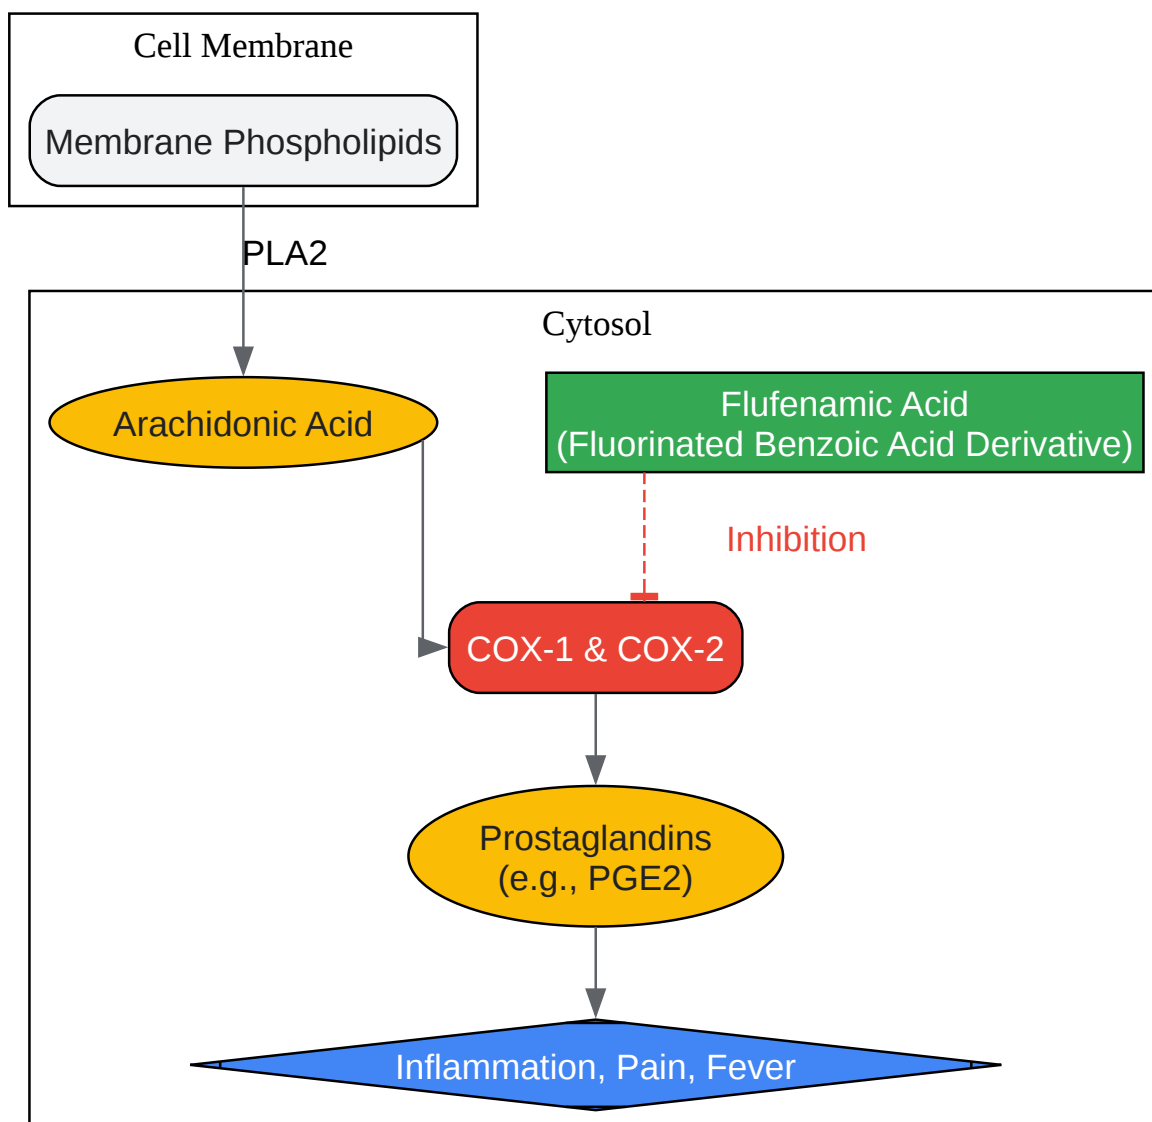 Cell Membrane
Membrane Phospholipids
PLA2
Cytosol
Arachidonic Acid
Flufenamic Acid
(Fluorinated Benzoic Acid Derivative)
Inhibition
COX-1 & COX-2
Prostaglandins
(e.g., PGE2)
Inflammation, Pain, Fever